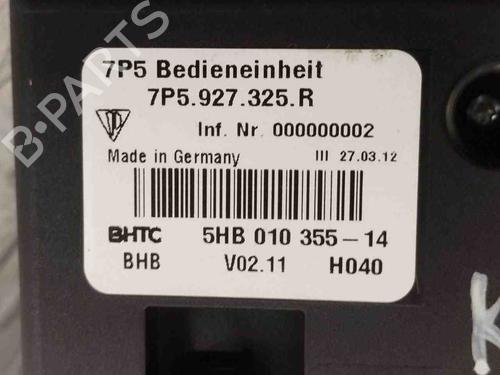 7P5 Bedieneinheit
7P5.927.325.R
Inf. Nr. 000000002
Made in Germany III 27.03.12
BHTC 5HB 010 355-14
BHB V02.11 H040
K
B-PARTS